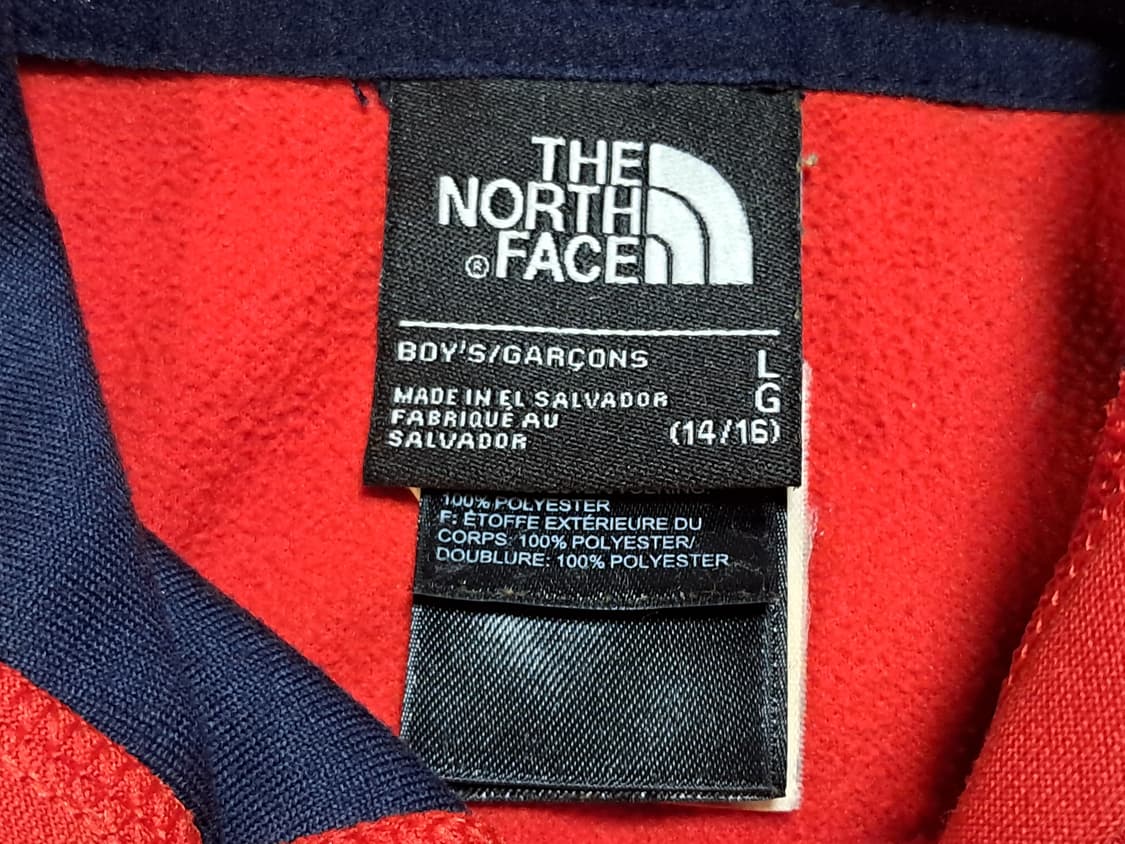 THE
NORTH
® FACE
BOY'S/GARÇONS L
MADE IN EL SALVADOR G
FABRIQUÉ AU
SALVADOR (14/16)
100% POLYESTER
F: ÉTOFFE EXTÉRIEURE DU
CORPS: 100% POLYESTER/
DOUBLURE: 100% POLYESTER